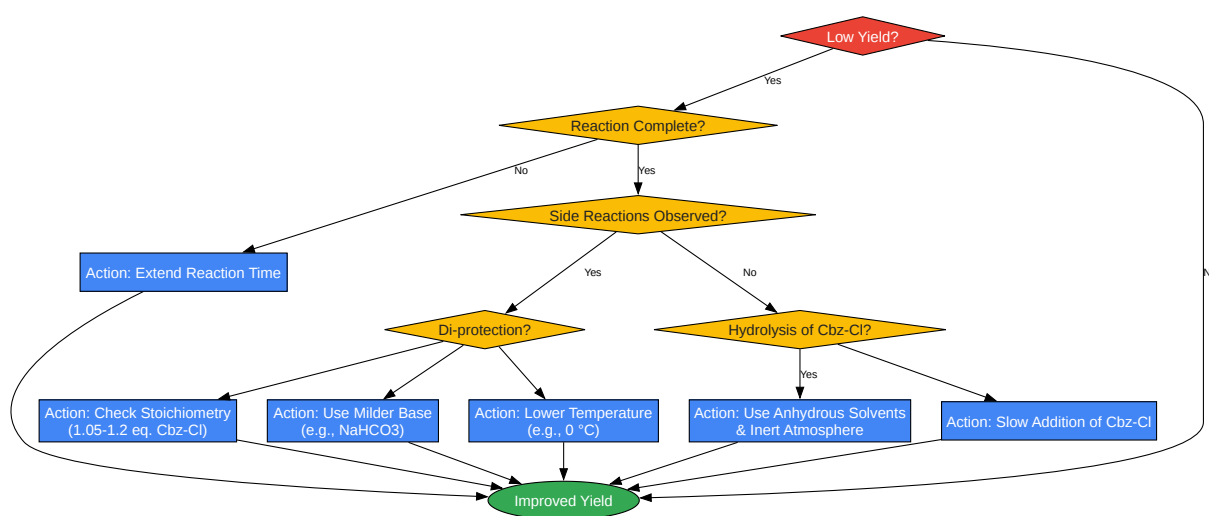 Low Yield?
Yes
Reaction Complete?
No
Yes
Side Reactions Observed?
Action: Extend Reaction Time
Yes
No
N
Di-protection?
Hydrolysis of Cbz-Cl?
Yes
Action: Check Stoichiometry
(1.05-1.2 eq. Cbz-Cl)
Action: Use Milder Base
(e.g., NaHCO3)
Action: Lower Temperature
(e.g., 0 °C)
Action: Use Anhydrous Solvents
& Inert Atmosphere
Action: Slow Addition of Cbz-Cl
Improved Yield